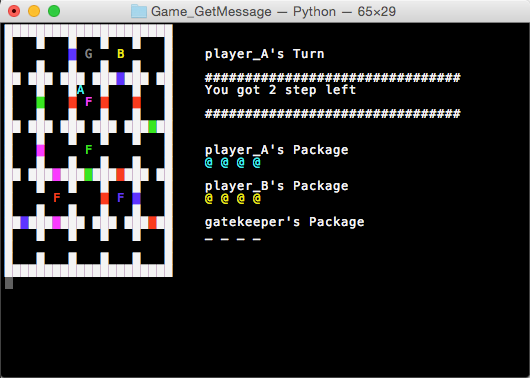 Game_GetMessage — Python — 65×29
G B
A
F
F
F F
player_A's Turn
################################
You got 2 step left
################################
player_A's Package
@ @ @ @
player_B's Package
@ @ @ @
gatekeeper's Package
_ _ _ _